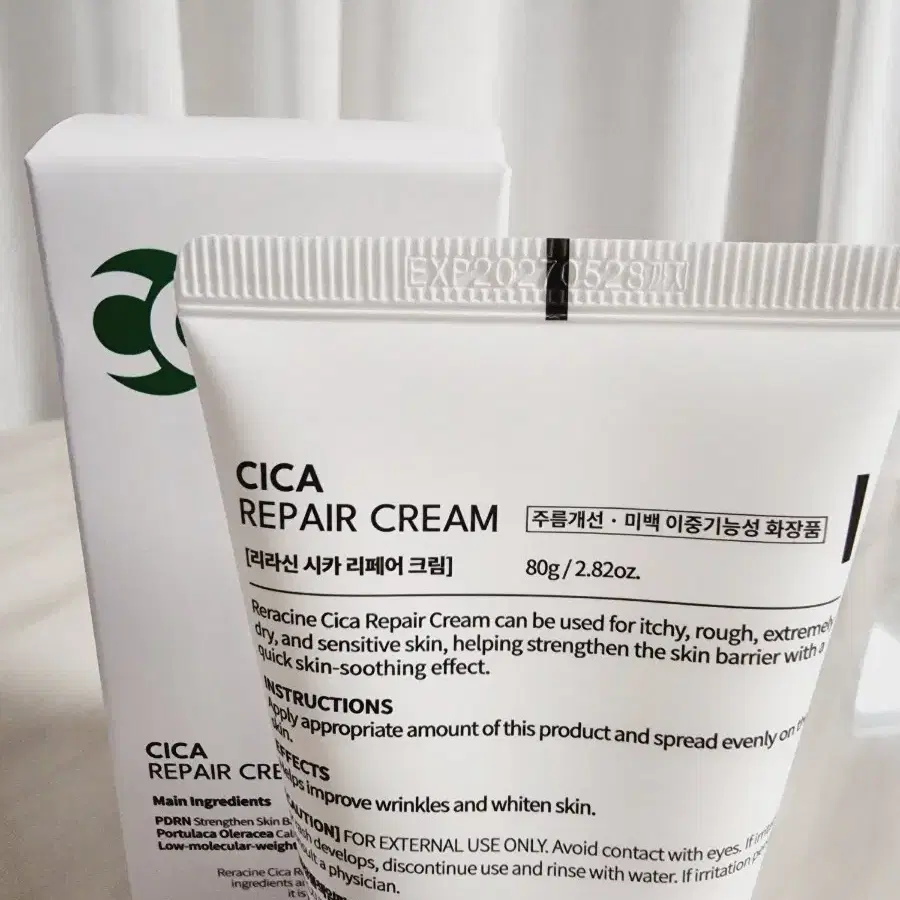 EXP20270528까지
CICA
REPAIR CREAM
주름개선 · 미백 이중기능성 화장품
[리라신 시카 리페어 크림]
80g / 2.82oz.
Reracine Cica Repair Cream can be used for itchy, rough, extremely
dry, and sensitive skin, helping strengthen the skin barrier with a
quick skin-soothing effect.
INSTRUCTIONS
Apply appropriate amount of this product and spread evenly on the
skin.
EFFECTS
Helps improve wrinkles and whiten skin.
[CAUTION] FOR EXTERNAL USE ONLY. Avoid contact with eyes. If
rash develops, discontinue use and rinse with water. If irritation
a physician.
CICA
REPAIR CRE
Main Ingredients
PDRN Strengthen Skin
Portulaca Oleracea
Low-molecular-weight
Reracine Cica
ingredients
it is